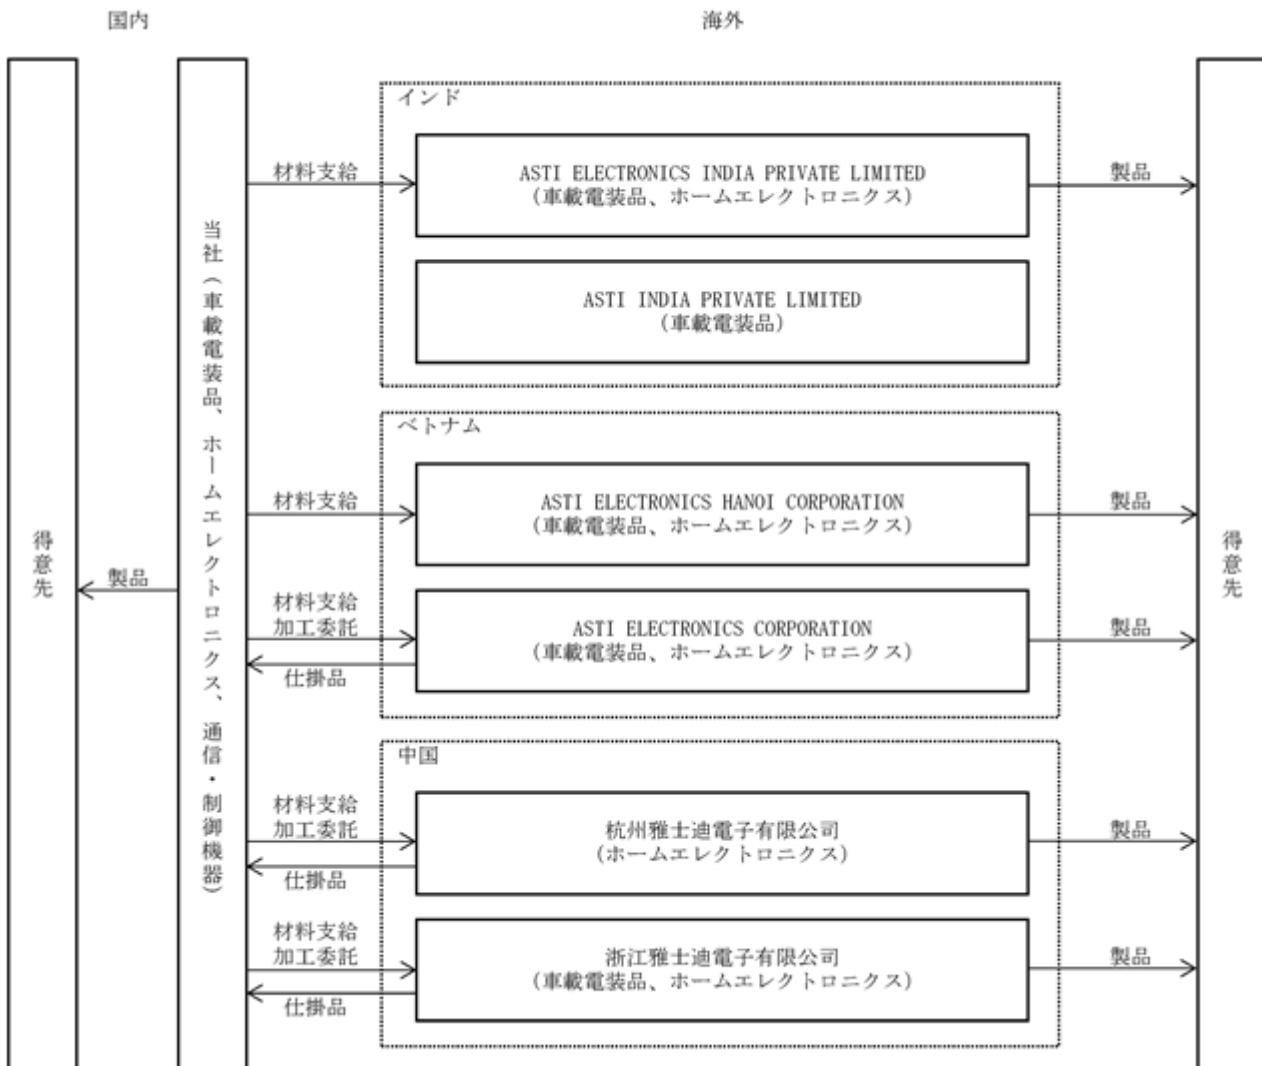 国内
海外
得意先
製品
当社(車載電装品、ホームエレクトロニクス、通信・制御機器)
インド
材料支給
ASTI ELECTRONICS INDIA PRIVATE LIMITED
(車載電装品、ホームエレクトロニクス)
製品
ASTI INDIA PRIVATE LIMITED
(車載電装品)
ベトナム
材料支給
ASTI ELECTRONICS HANOI CORPORATION
(車載電装品、ホームエレクトロニクス)
製品
材料支給
加工委託
仕掛品
ASTI ELECTRONICS CORPORATION
(車載電装品、ホームエレクトロニクス)
製品
中国
材料支給
加工委託
仕掛品
杭州雅士迪電子有限公司
(ホームエレクトロニクス)
製品
材料支給
加工委託
仕掛品
浙江雅士迪電子有限公司
(車載電装品、ホームエレクトロニクス)
製品
得意先